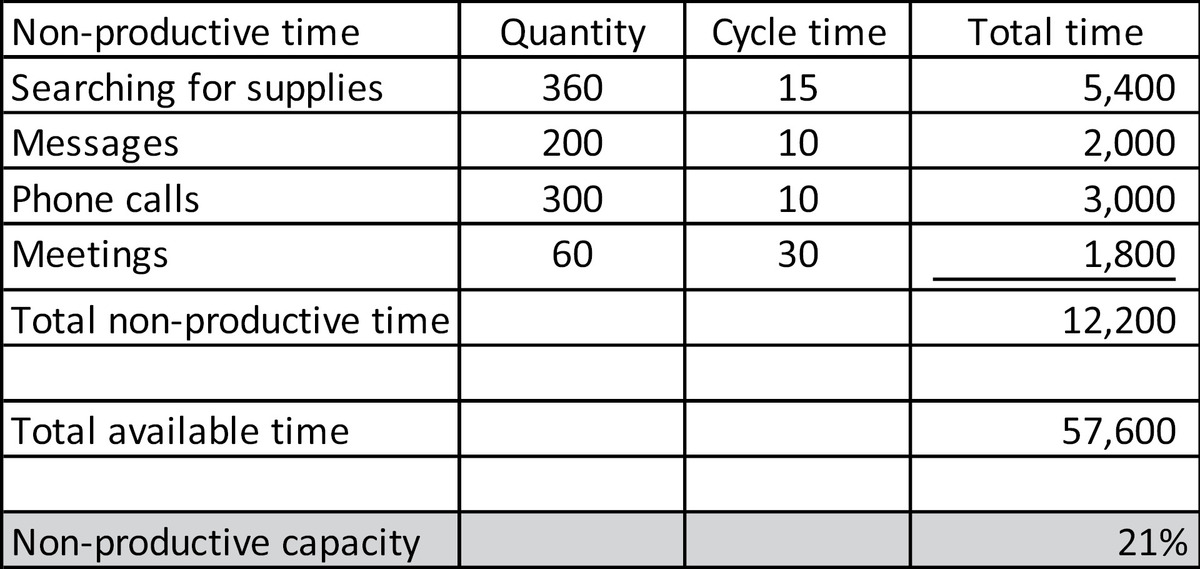 Non-productive time Quantity Cycle time Total time
Searching for supplies 360 15 5,400
Messages 200 10 2,000
Phone calls 300 10 3,000
Meetings 60 30 1,800
Total non-productive time 12,200
Total available time 57,600
Non-productive capacity 21%